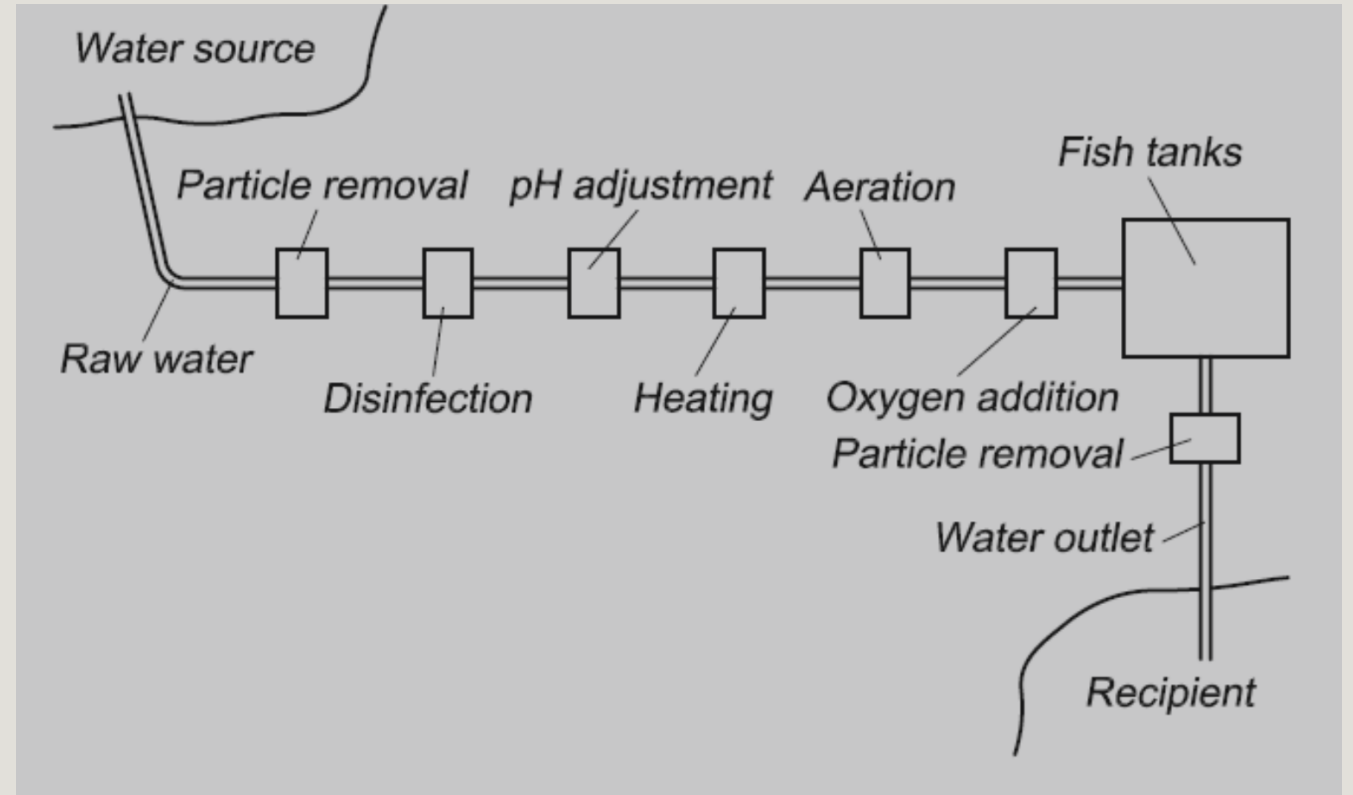 Water source
Fish tanks
Particle removal
pH adjustment
Aeration
Raw water
Disinfection
Heating
Oxygen addition
Particle removal
Water outlet
Recipient